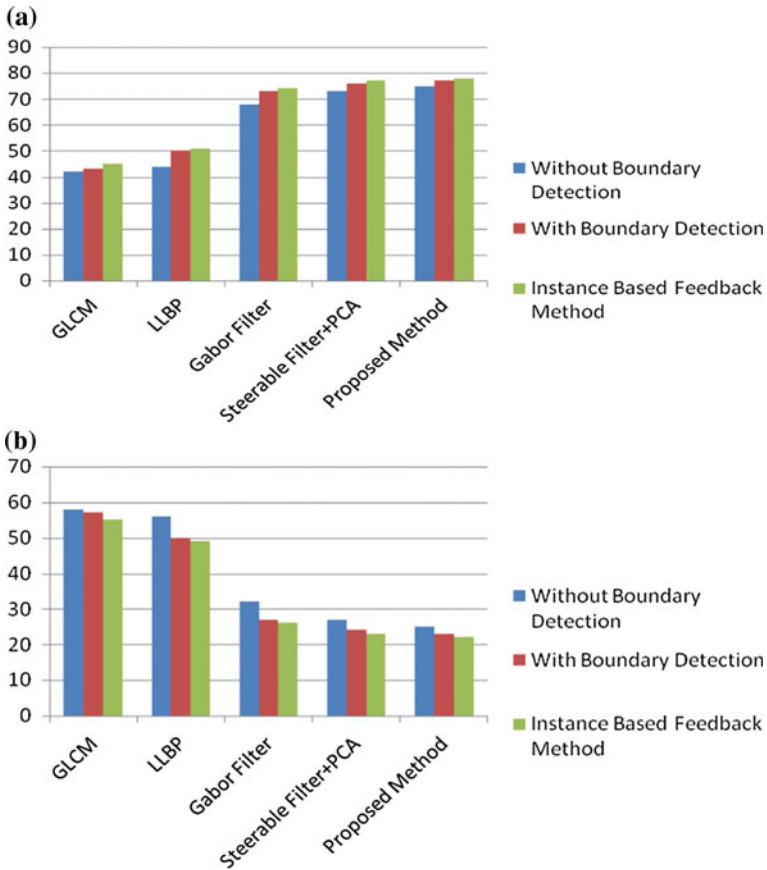 (a)
90
80
70
60
50
40
30
20
10
0
GLCM
LLBP
Gabor Filter
Steerable Filter+PCA
Proposed Method
Without Boundary
Detection
With Boundary Detection
Instance Based Feedback
Method
(b)
70
60
50
40
30
20
10
0
GLCM
LLBP
Gabor Filter
Steerable Filter+PCA
Proposed Method
Without Boundary
Detection
With Boundary Detection
Instance Based Feedback
Method